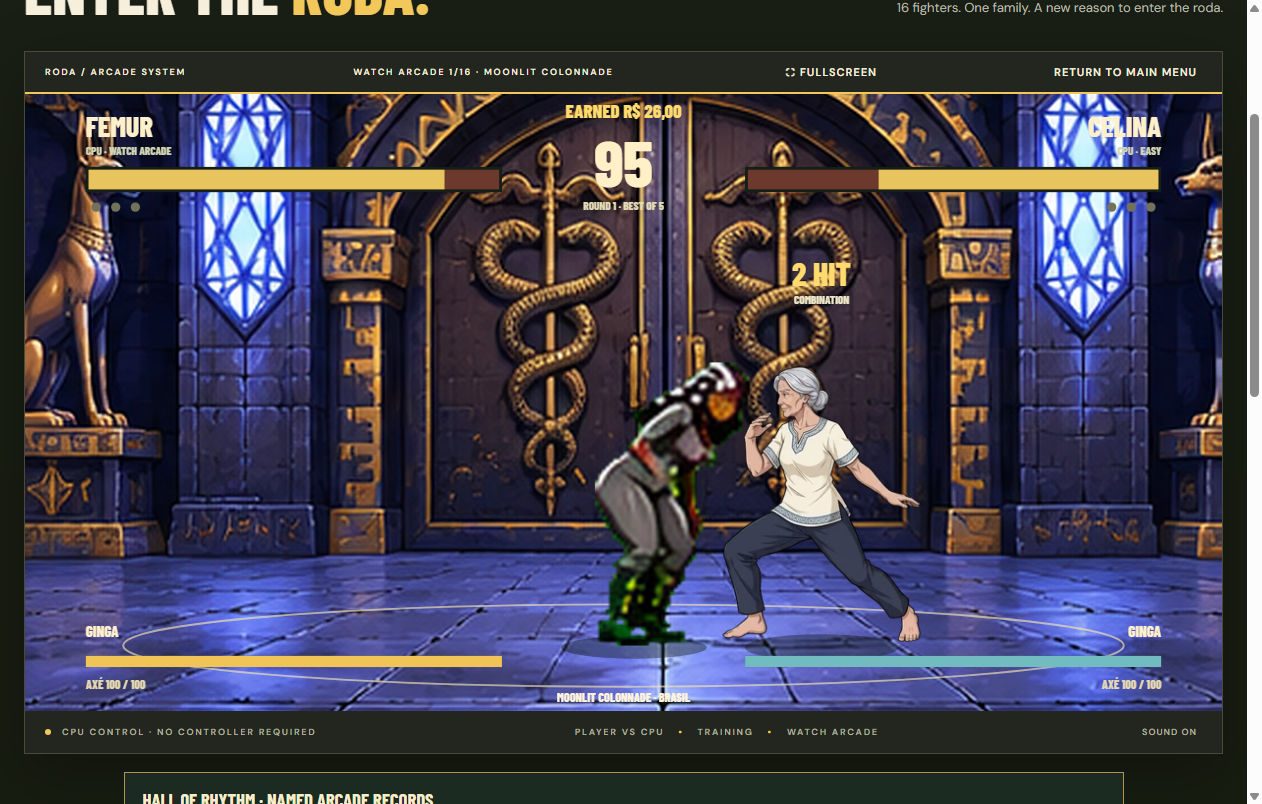 ENTER THE RODA.
16 fighters. One family. A new reason to enter the roda.
RODA / ARCADE SYSTEM
WATCH ARCADE 1/16 · MOONLIT COLONNADE
FULLSCREEN
RETURN TO MAIN MENU
EARNED R$ 26,00
FEMUR
CPU · WATCH ARCADE
95
ROUND 1 · BEST OF 5
CELINA
CPU · EASY
2 HIT
COMBINATION
GINGA
GINGA
AXÉ 100 / 100
AXÉ 100 / 100
MOONLIT COLONNADE · BRASIL
CPU CONTROL · NO CONTROLLER REQUIRED
PLAYER VS CPU • TRAINING • WATCH ARCADE
SOUND ON
HALL OF RHYTHM · NAMED ARCADE RECORDS